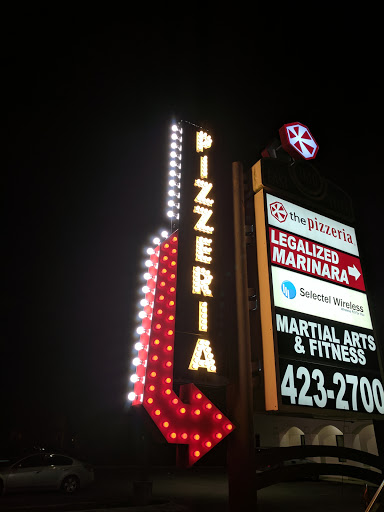 PIZZERIA
the pizzeria
LEGALIZED
MARINARA
Selectel Wireless
MARTIAL ARTS
& FITNESS
423-2700